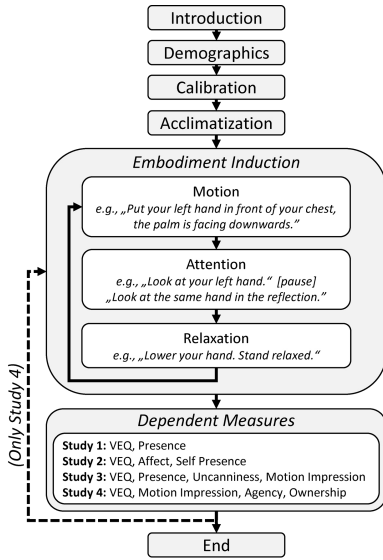 Introduction
Demographics
Calibration
Acclimatization
Embodiment Induction
Motion
e.g., „Put your left hand in front of your chest,
the palm is facing downwards.”
Attention
e.g., „Look at your left hand.“ [pause]
„Look at the same hand in the reflection.”
Relaxation
e.g., „Lower your hand. Stand relaxed.“
(Only Study 4)
Dependent Measures
Study 1: VEQ, Presence
Study 2: VEQ, Affect, Self Presence
Study 3: VEQ, Presence, Uncanniness, Motion Impression
Study 4: VEQ, Motion Impression, Agency, Ownership
End